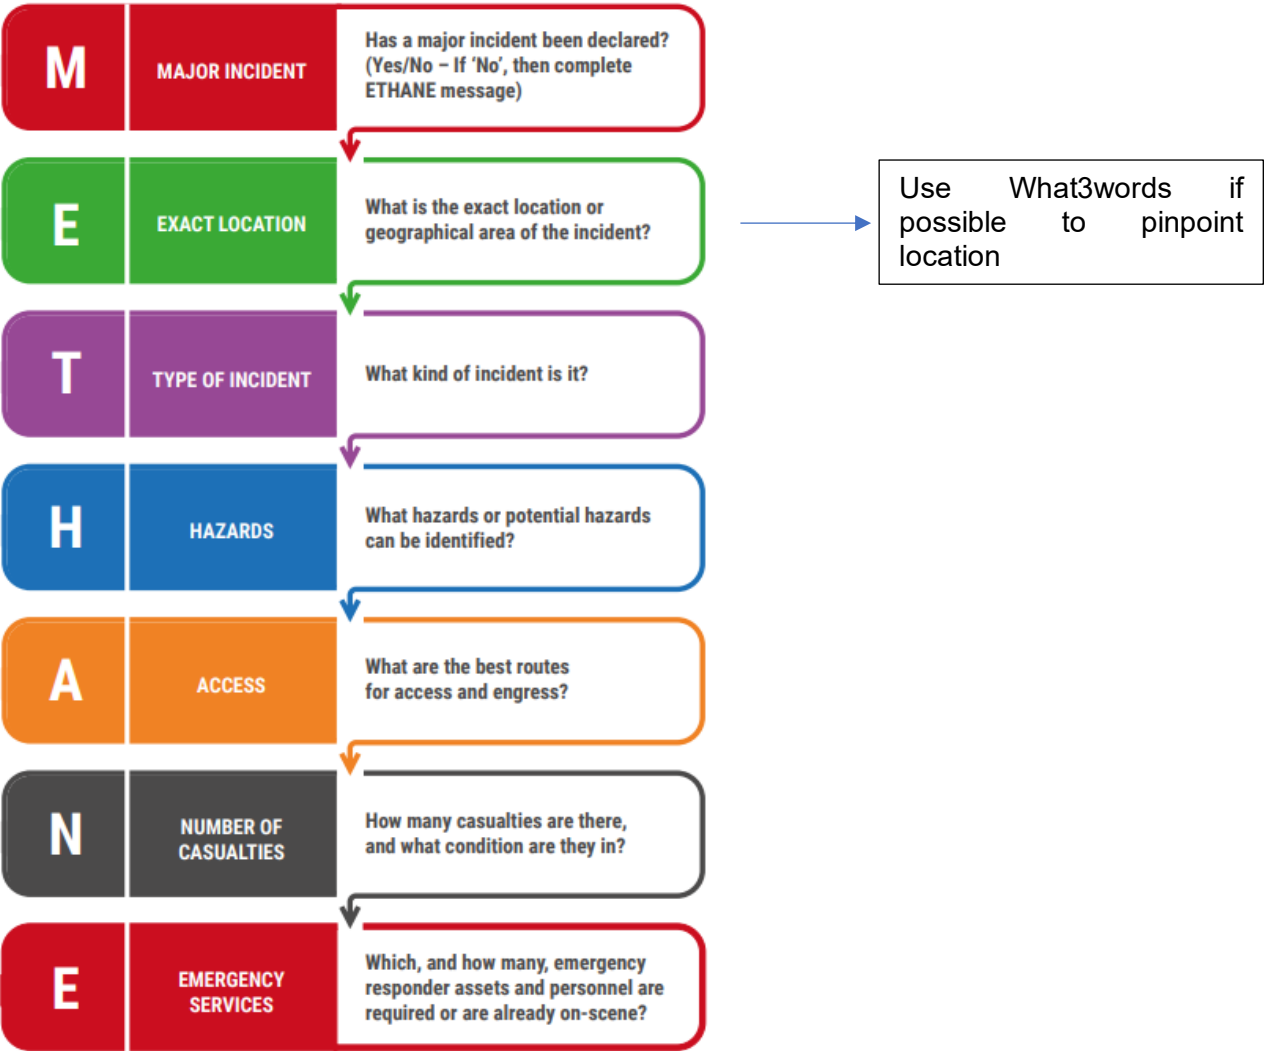 M
MAJOR INCIDENT
Has a major incident been declared?
(Yes/No – If ‘No’, then complete
ETHANE message)
E
EXACT LOCATION
What is the exact location or
geographical area of the incident?
Use What3words if
possible to pinpoint
location
T
TYPE OF INCIDENT
What kind of incident is it?
H
HAZARDS
What hazards or potential hazards
can be identified?
A
ACCESS
What are the best routes
for access and engress?
N
NUMBER OF
CASUALTIES
How many casualties are there,
and what condition are they in?
E
EMERGENCY
SERVICES
Which, and how many, emergency
responder assets and personnel are
required or are already on-scene?